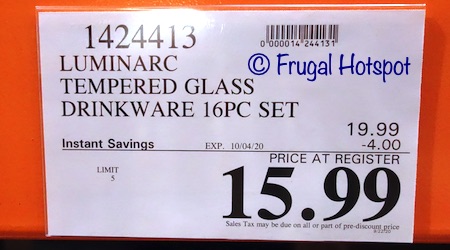 1424413
0000014244131
LUMINARC
© Frugal Hotspot
TEMPERED GLASS
DRINKWARE 16PC SET
19.99
Instant Savings EXP. 10/04/20 -4.00
PRICE AT REGISTER
LIMIT
5
15.99
Sales Tax may be due on all or part of pre-discount price